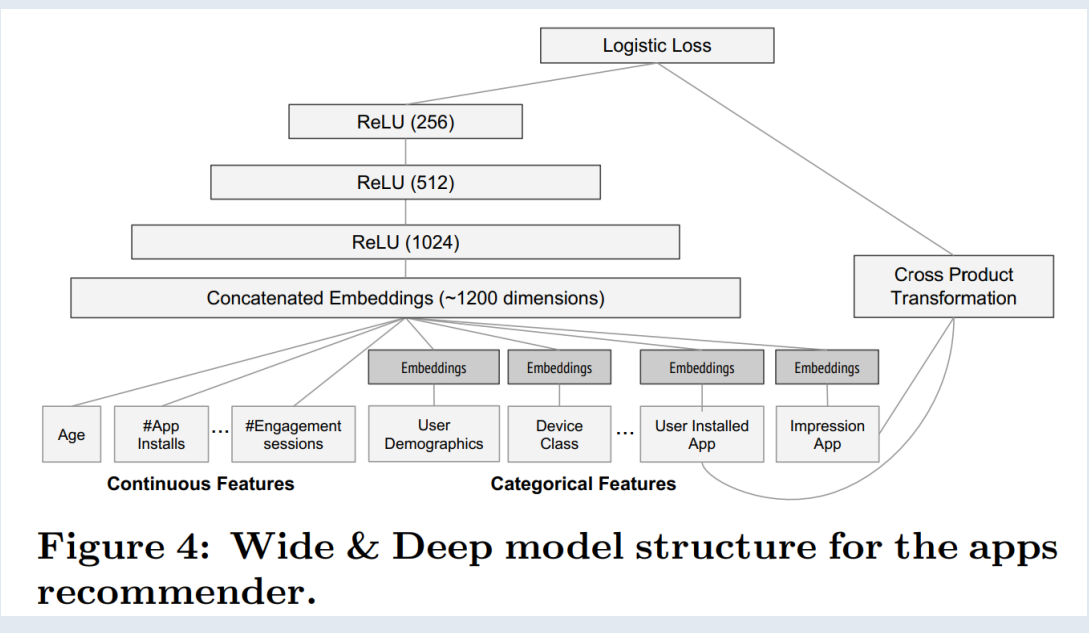 Logistic Loss
ReLU (256)
ReLU (512)
ReLU (1024)
Concatenated Embeddings (~1200 dimensions)
Cross Product
Transformation
Embeddings
Embeddings
Embeddings
Embeddings
Age
#App
Installs
...
#Engagement
sessions
User
Demographics
Device
Class
...
User Installed
App
Impression
App
Continuous Features
Categorical Features
Figure 4: Wide & Deep model structure for the apps
recommender.